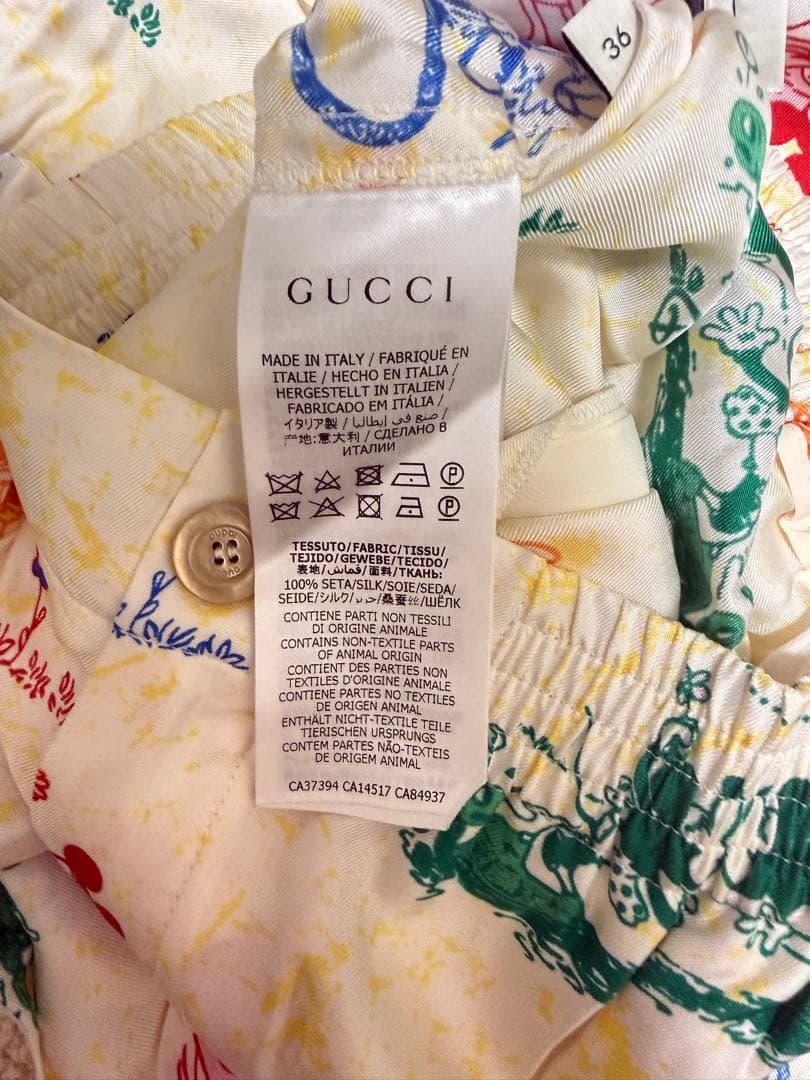 36
GUCCI
MADE IN ITALY / FABRIQUÉ EN
ITALIE / HECHO EN ITALIA /
HERGESTELLT IN ITALIEN /
FABRICADO EM ITÁLIA /
イタリア製 / صنع في إيطاليا /
产地:意大利 / СДЕЛАНО В
ИТАЛИИ
P
P
TESSUTO/FABRIC/TISSU/
TEJIDO/GEWEBE/TECIDO/
表地/قماش/面料/ТКАНЬ:
100% SETA/SILK/SOIE/SEDA/
SEIDE/シルク/حرير/桑蚕丝/ШЁЛК
CONTIENE PARTI NON TESSILI
DI ORIGINE ANIMALE
CONTAINS NON-TEXTILE PARTS
OF ANIMAL ORIGIN
CONTIENT DES PARTIES NON
TEXTILES D'ORIGINE ANIMALE
CONTIENE PARTES NO TEXTILES
DE ORIGEN ANIMAL
ENTHÄLT NICHT-TEXTILE TEILE
TIERISCHEN URSPRUNGS
CONTEM PARTES NÃO-TEXTEIS
DE ORIGEM ANIMAL
CA37394 CA14517 CA84937